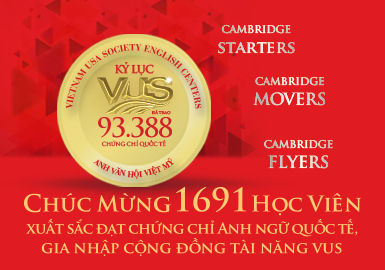 VIETNAM USA SOCIETY ENGLISH CENTERS
KỶ LỤC
VUS
ĐÃ TRAO
93.388
CHỨNG CHỈ QUỐC TẾ
ANH VĂN HỘI VIỆT MỸ
CAMBRIDGE
STARTERS
CAMBRIDGE
MOVERS
CAMBRIDGE
FLYERS
CHÚC MỪNG 1691 HỌC VIÊN
XUẤT SẮC ĐẠT CHỨNG CHỈ ANH NGỮ QUỐC TẾ,
GIA NHẬP CỘNG ĐỒNG TÀI NĂNG VUS